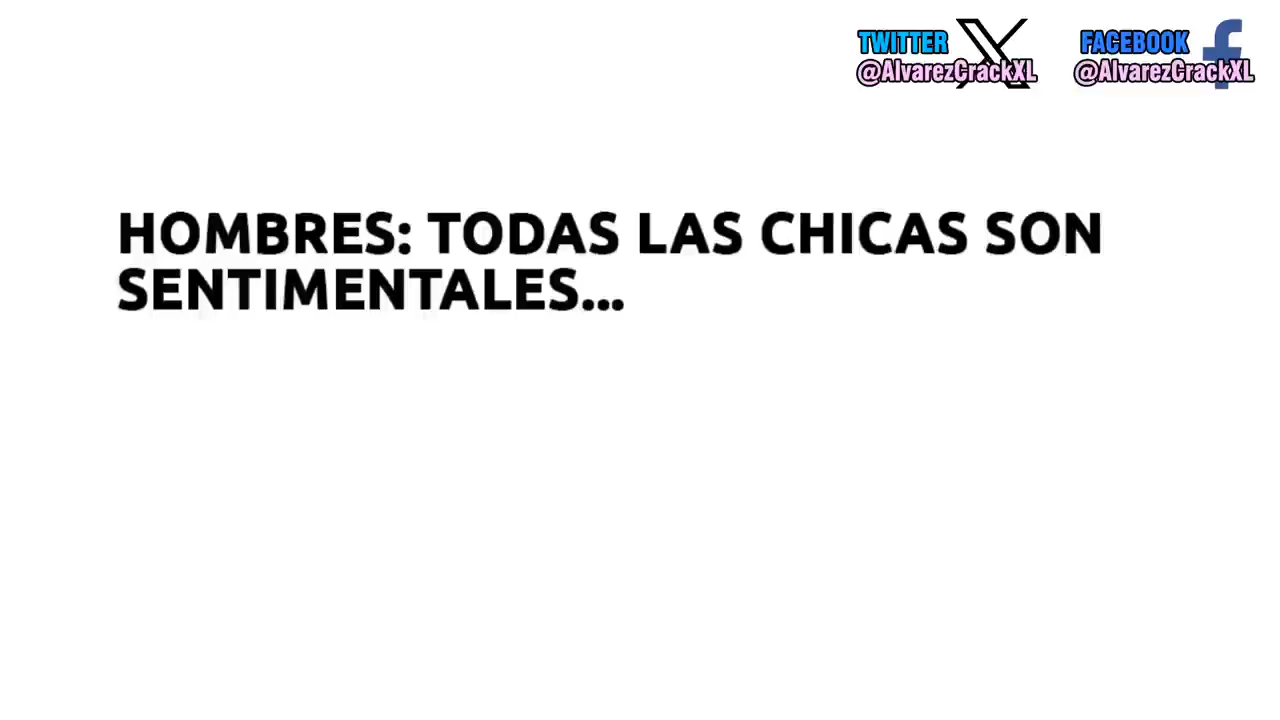 TWITTER
@AlvarezCrackXL
FACEBOOK
@AlvarezCrackXL
HOMBRES: TODAS LAS CHICAS SON
SENTIMENTALES...